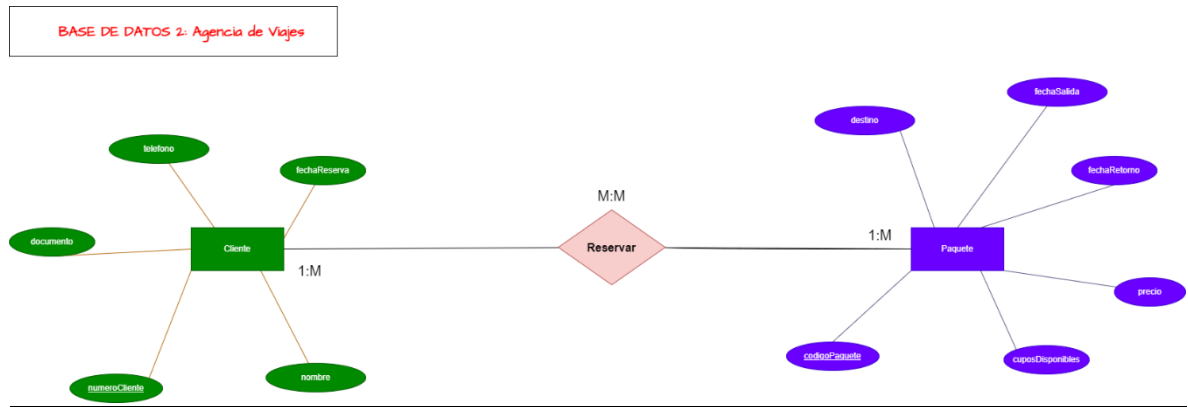 BASE DE DATOS 2: Agencia de Viajes
fechaSalida
destino
telefono
fechaReserva
fechaRetorno
M:M
documento
Cliente
Reservar
1:M
Paquete
1:M
precio
codigoPaquete
cuposDisponibles
nombre
numeroCliente